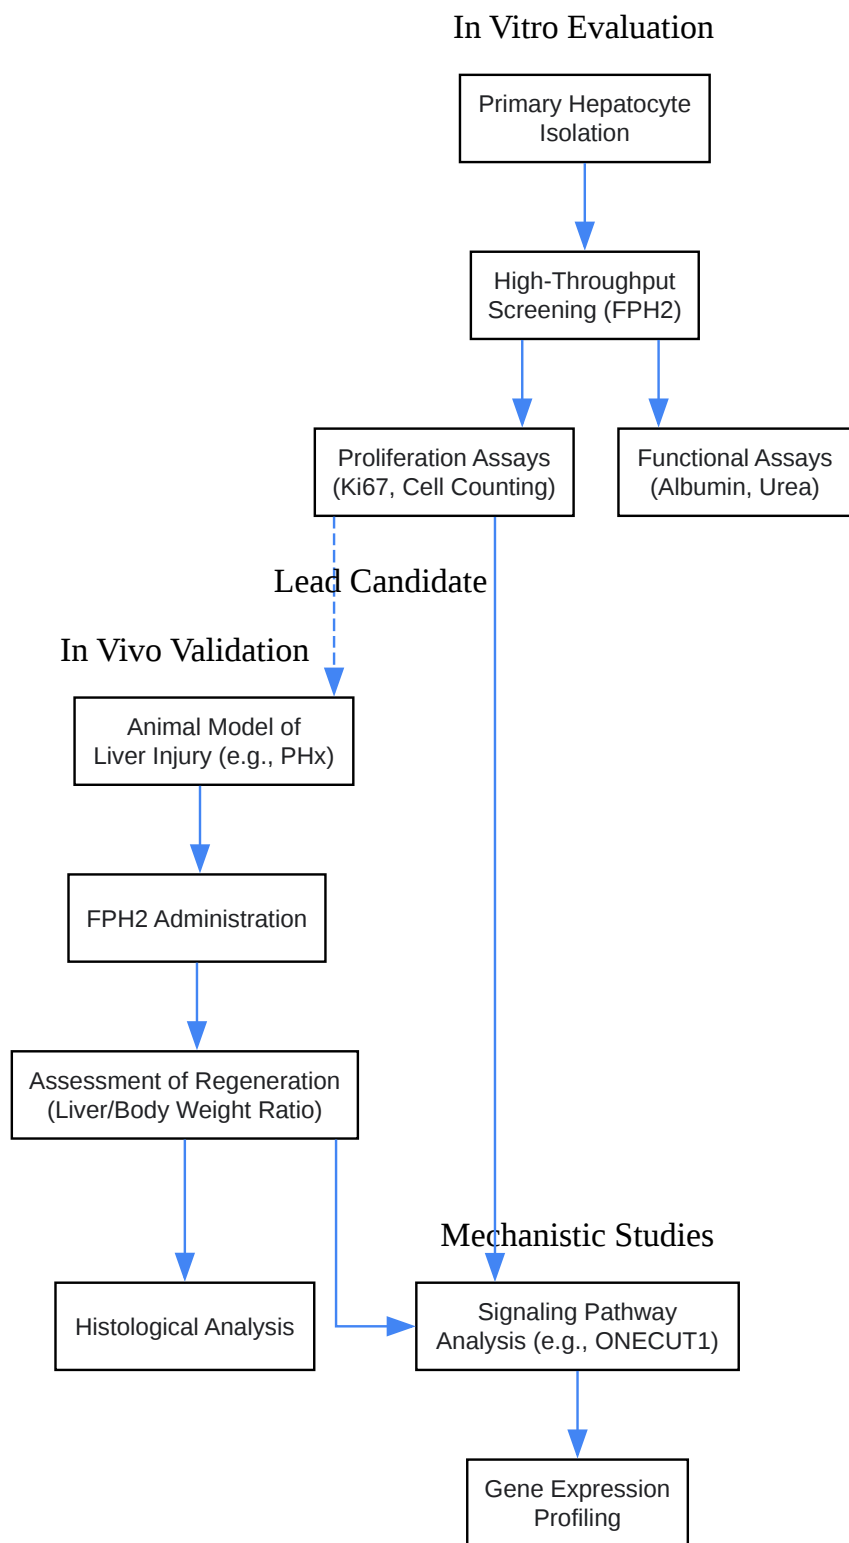 In Vitro Evaluation
Primary Hepatocyte
Isolation
High-Throughput
Screening (FPH2)
Proliferation Assays
(Ki67, Cell Counting)
Functional Assays
(Albumin, Urea)
Lead Candidate
In Vivo Validation
Animal Model of
Liver Injury (e.g., PHx)
FPH2 Administration
Assessment of Regeneration
(Liver/Body Weight Ratio)
Mechanistic Studies
Histological Analysis
Signaling Pathway
Analysis (e.g., ONECUT1)
Gene Expression
Profiling